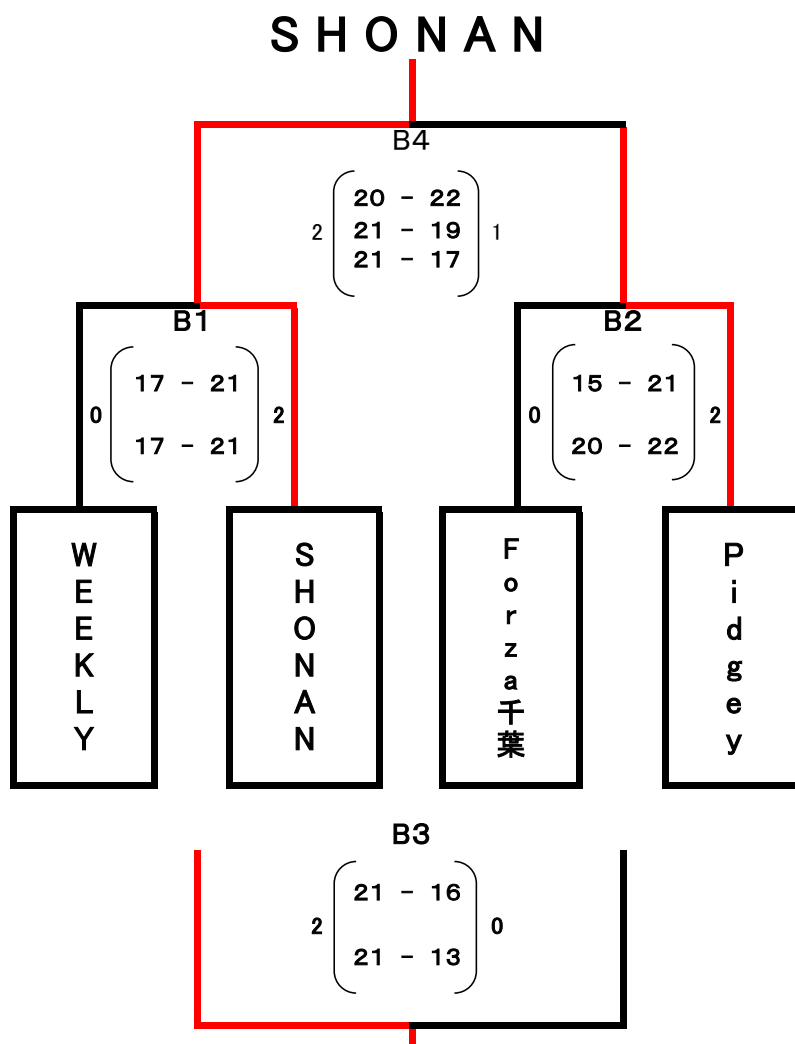 SHONAN
B4
2 20 - 22 1
21 - 19
21 - 17
B1
0 17 - 21 2
17 - 21
B2
0 15 - 21 2
20 - 22
WEEKLY
SHONAN
Forza千葉
Pidgey
B3
2 21 - 16 0
21 - 13